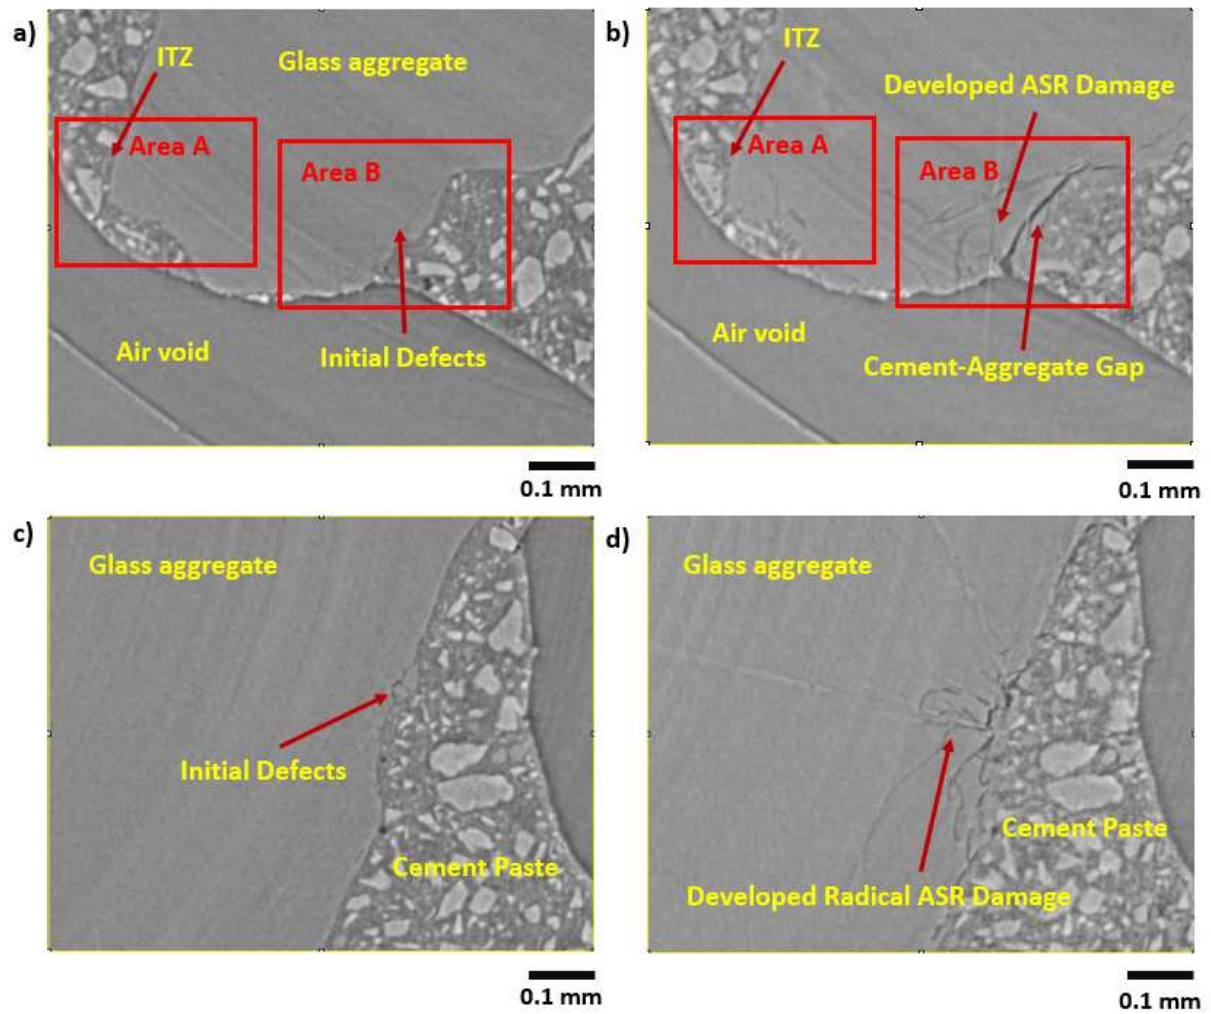 a)
ITZ
Glass aggregate
Area A
Area B
Air void
Initial Defects
0.1 mm
b)
ITZ
Developed ASR Damage
Area A
Area B
Air void
Cement-Aggregate Gap
0.1 mm
c)
Glass aggregate
Initial Defects
Cement Paste
0.1 mm
d)
Glass aggregate
Cement Paste
Developed Radical ASR Damage
0.1 mm